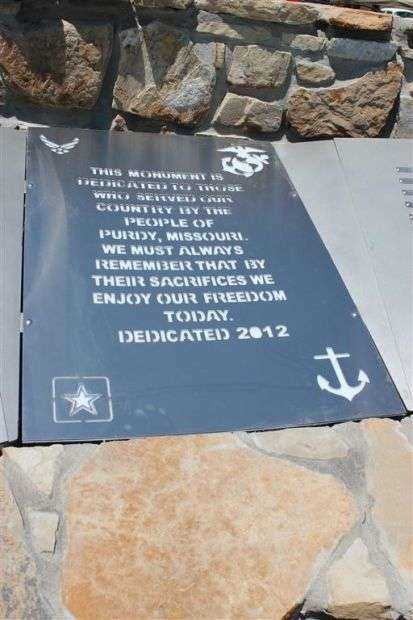 THIS MONUMENT IS
DEDICATED TO THOSE
WHO SERVED OUR
COUNTRY BY THE
PEOPLE OF
PURDY, MISSOURI.
WE MUST ALWAYS
REMEMBER THAT BY
THEIR SACRIFICES WE
ENJOY OUR FREEDOM
TODAY.
DEDICATED 2012